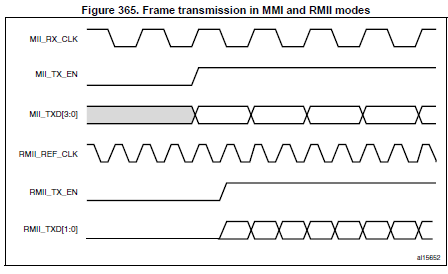 Figure 365. Frame transmission in MMI and RMII modes
MII_RX_CLK
MII_TX_EN
MII_TXD[3:0]
RMII_REF_CLK
RMII_TX_EN
RMII_TXD[1:0]
ai15652